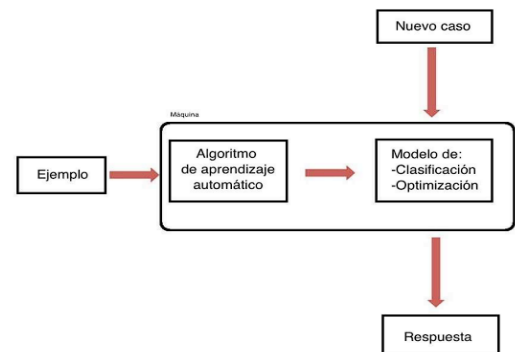 Nuevo caso
Máquina
Ejemplo
Algoritmo
de aprendizaje
automático
Modelo de:
-Clasificación
-Optimización
Respuesta